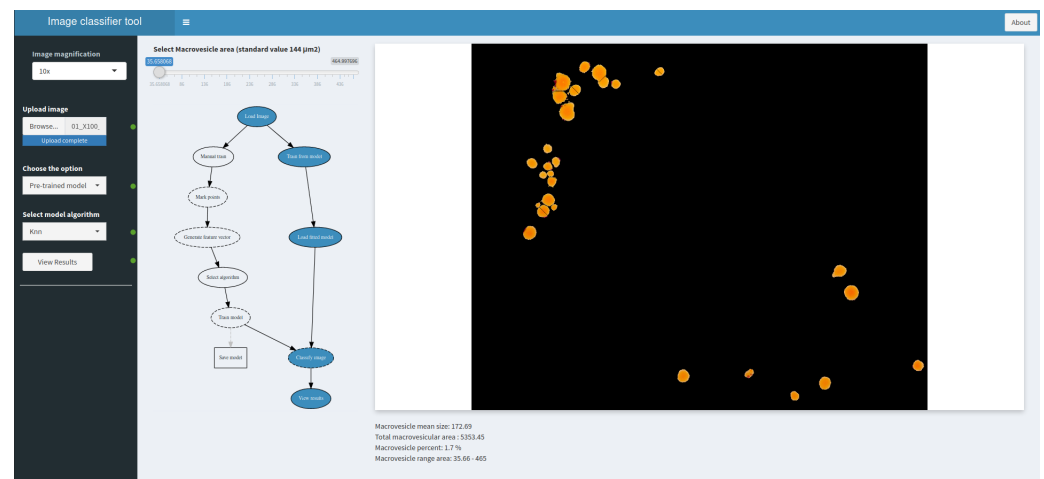 Image classifier tool
About
Image magnification
10x
Upload image
Browse... 01_X100_
Upload complete
Choose the option
Pre-trained model
Select model algorithm
Knn
View Results
Select Macrovesicle area (standard value 144 µm2)
35.658068
464.997696
Load Image
Manual train
Train from model
Mark points
Generate feature vector
Select algorithm
Train model
Save model
Classify image
View results
Macrovesicle mean size: 172.69
Total macrovesicular area : 5353.45
Macrovesicle percent: 1.7 %
Macrovesicle range area: 35.66 - 465